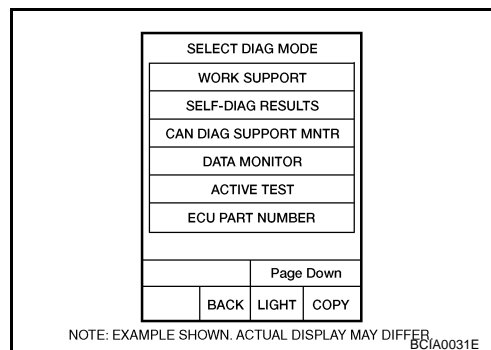 SELECT DIAG MODE
WORK SUPPORT
SELF-DIAG RESULTS
CAN DIAG SUPPORT MNTR
DATA MONITOR
ACTIVE TEST
ECU PART NUMBER
Page Down
BACK LIGHT COPY
NOTE: EXAMPLE SHOWN. ACTUAL DISPLAY MAY DIFFER.
BCIA0031E